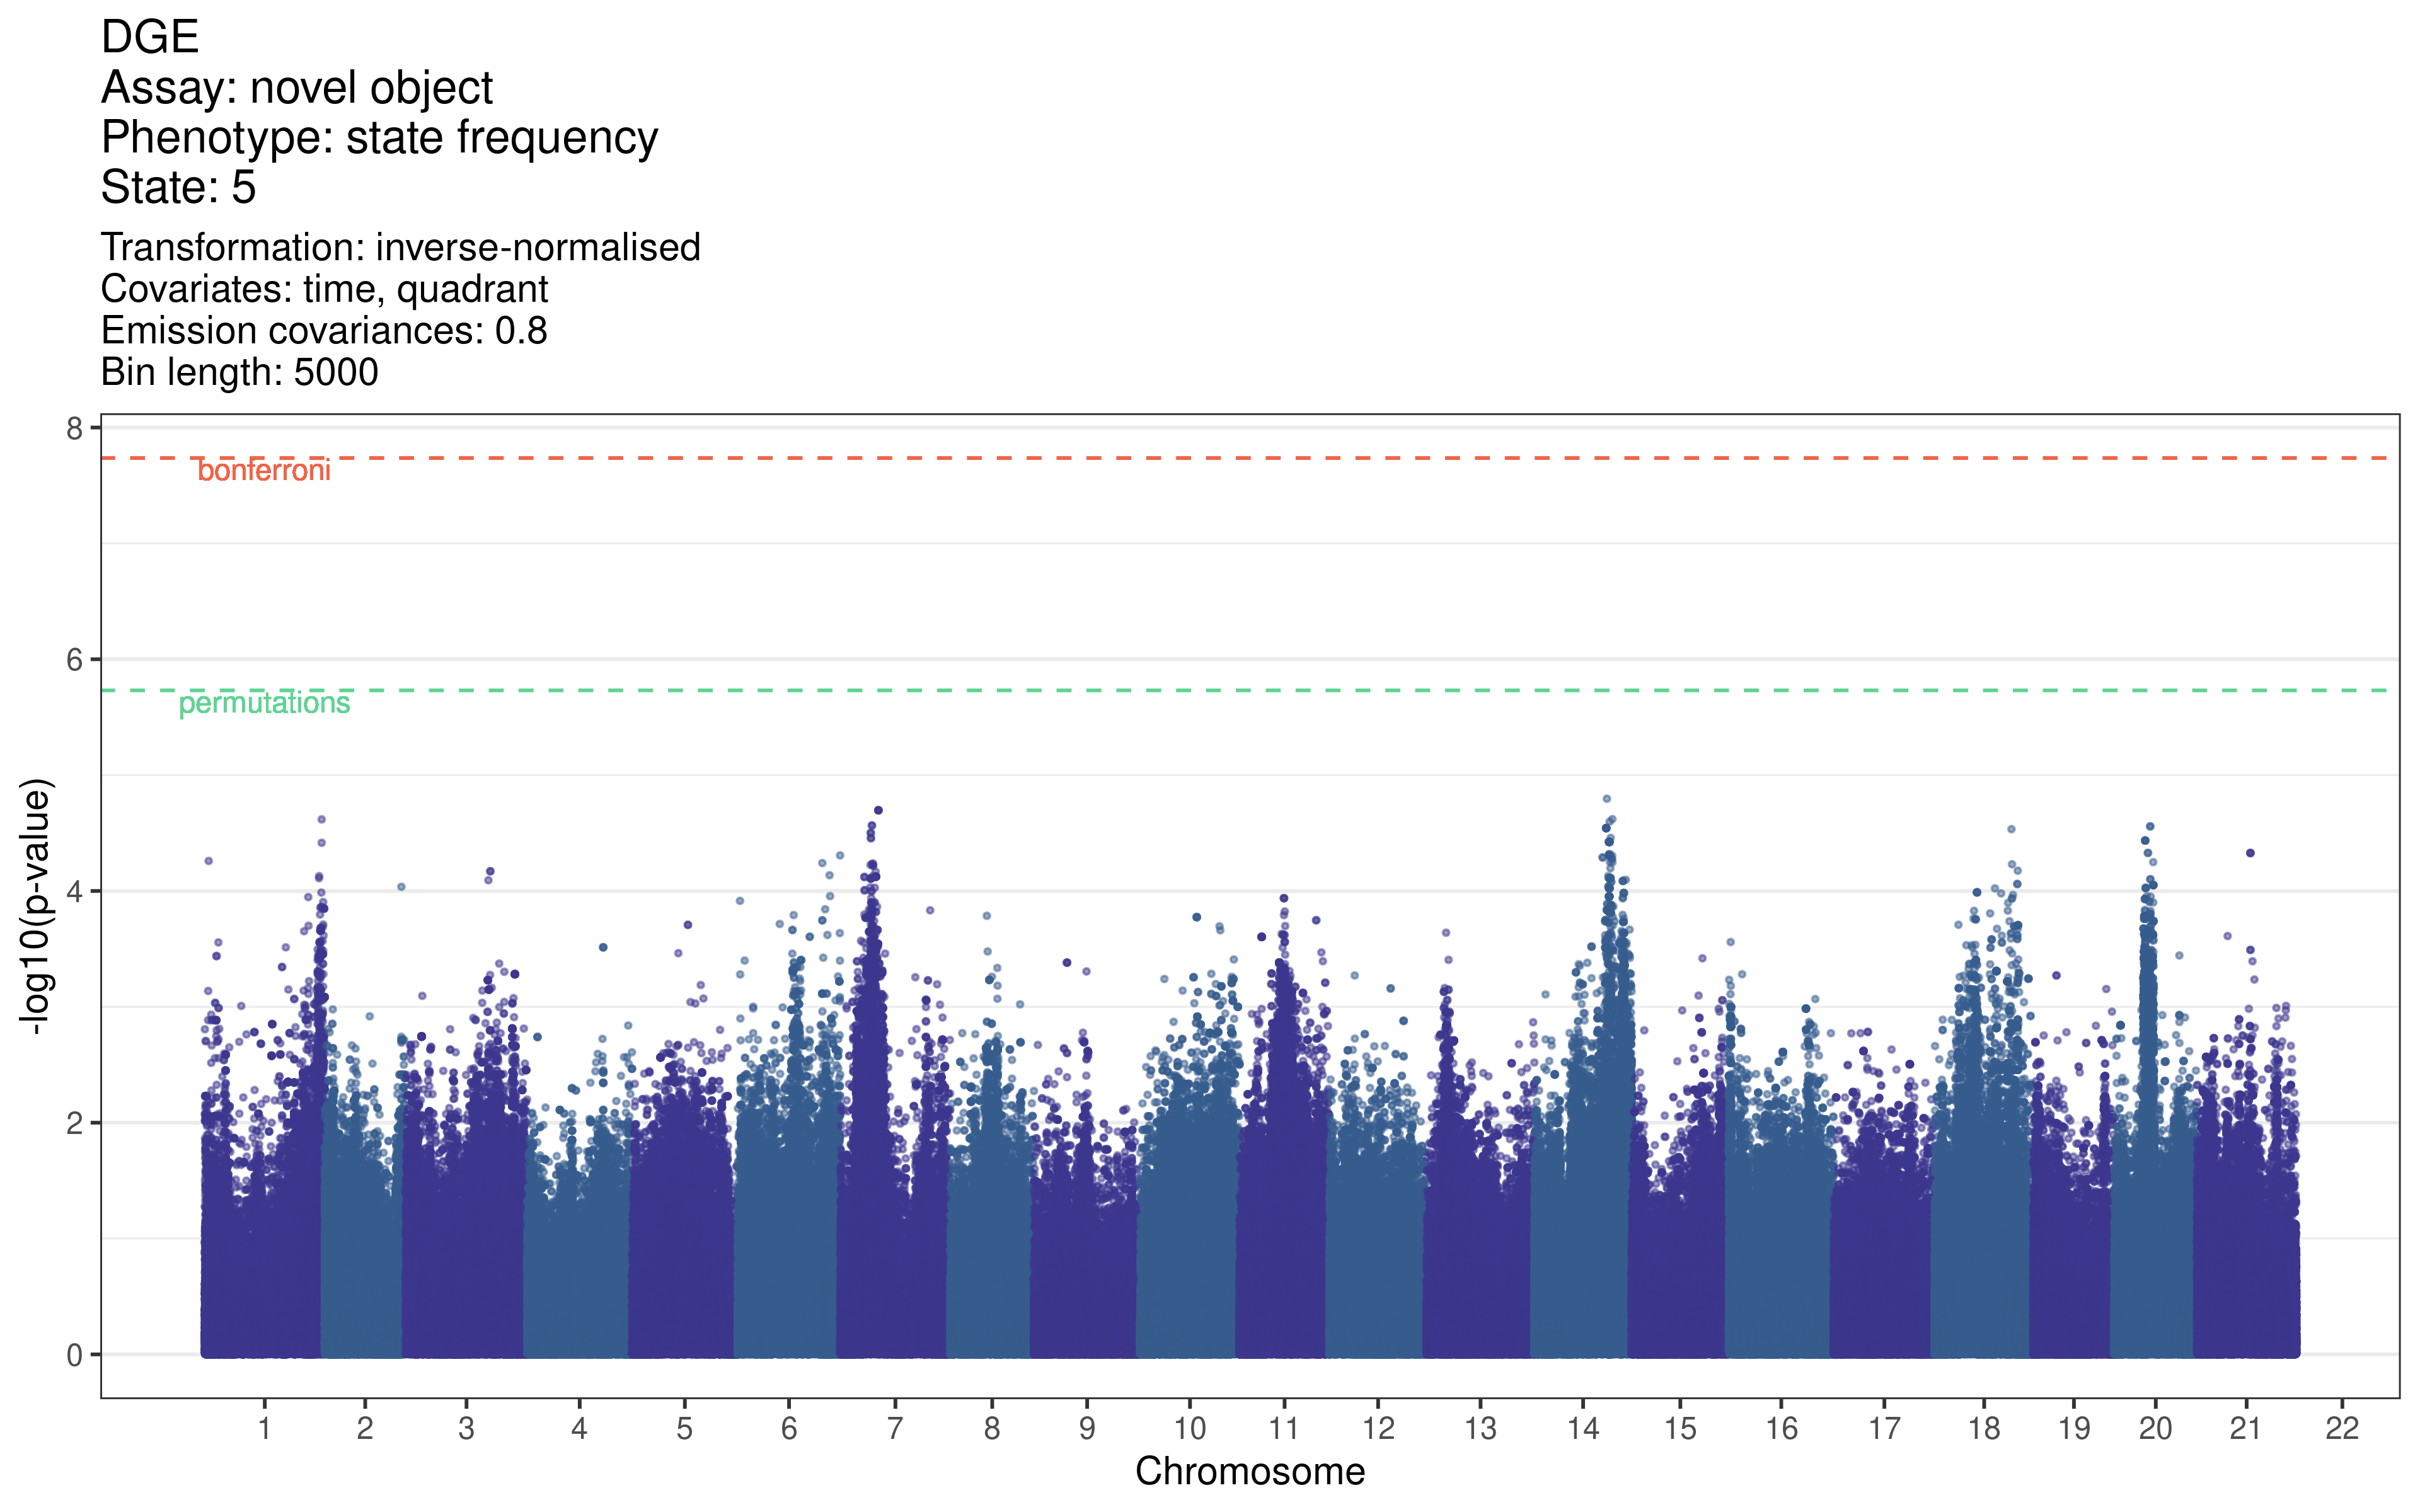 DGE
Assay: novel object
Phenotype: state frequency
State: 5
Transformation: inverse-normalised
Covariates: time, quadrant
Emission covariances: 0.8
Bin length: 5000
8
bonferroni
6
permutations
4
2
0
-log10(p-value)
1 2 3 4 5 6 7 8 9 10 11 12 13 14 15 16 17 18 19 20 21 22
Chromosome